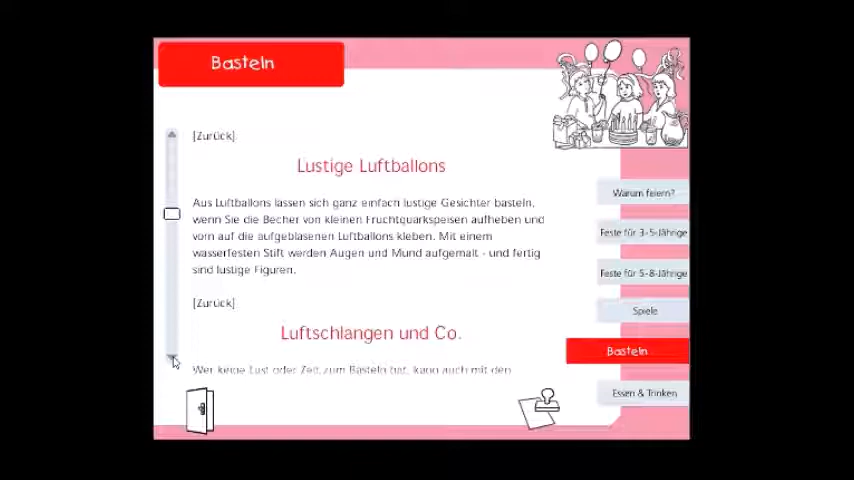 Basteln
[Zurück]
Lustige Luftballons
Aus Luftballons lassen sich ganz einfach lustige Gesichter basteln,
wenn Sie die Becher von kleinen Fruchtquarkspeisen aufheben und
vorn auf die aufgeblasenen Luftballons kleben. Mit einem
wasserfesten Stift werden Augen und Mund aufgemalt - und fertig
sind lustige Figuren.
[Zurück]
Luftschlangen und Co.
Wer keine Lust oder Zeit zum Basteln hat, kann auch mit den
Warum feiern?
Feste für 3-5-Jährige
Feste für 5-8-Jährige
Spiele
Basteln
Essen & Trinken